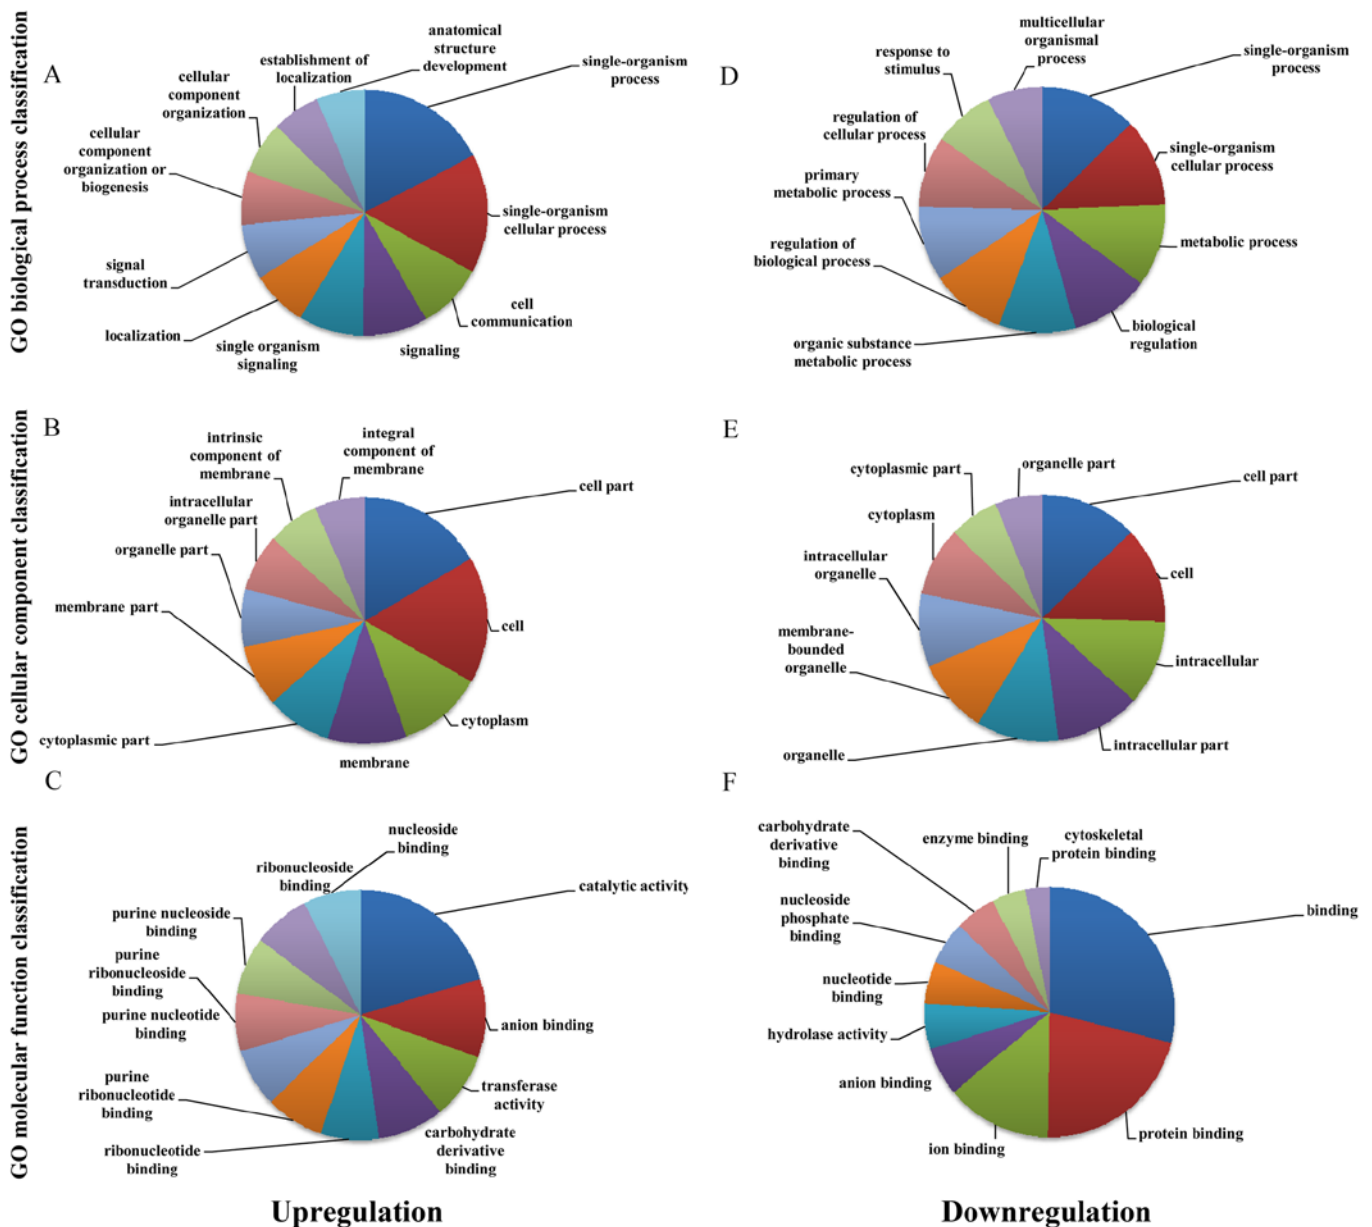 GO biological process classification
A
anatomical
structure
development
establishment of
localization
single-organism
process
cellular
component
organization
cellular
component
organization or
biogenesis
single-organism
cellular process
signal
transduction
cell
communication
localization
single organism
signaling
signaling
D
multicellular
organismal
process
response to
stimulus
single-organism
process
regulation of
cellular process
single-organism
cellular process
primary
metabolic process
metabolic process
regulation of
biological process
biological
regulation
organic substance
metabolic process
GO cellular component classification
B
intrinsic
component of
membrane
integral
component of
membrane
cell part
intracellular
organelle part
organelle part
membrane part
cell
cytoplasm
cytoplasmic part
membrane
E
cytoplasmic part
organelle part
cell part
cytoplasm
cell
intracellular
organelle
membrane-
bounded
organelle
intracellular
organelle
intracellular part
GO molecular function classification
C
nucleoside
binding
ribonucleoside
binding
catalytic activity
purine nucleoside
binding
purine
ribonucleoside
binding
purine nucleotide
binding
anion binding
purine
ribonucleotide
binding
transferase
activity
ribonucleotide
binding
carbohydrate
derivative
binding
F
carbohydrate
derivative
binding
enzyme binding
cytoskeletal
protein binding
nucleoside
phosphate
binding
binding
nucleotide
binding
hydrolase activity
anion binding
ion binding
protein binding
Upregulation
Downregulation